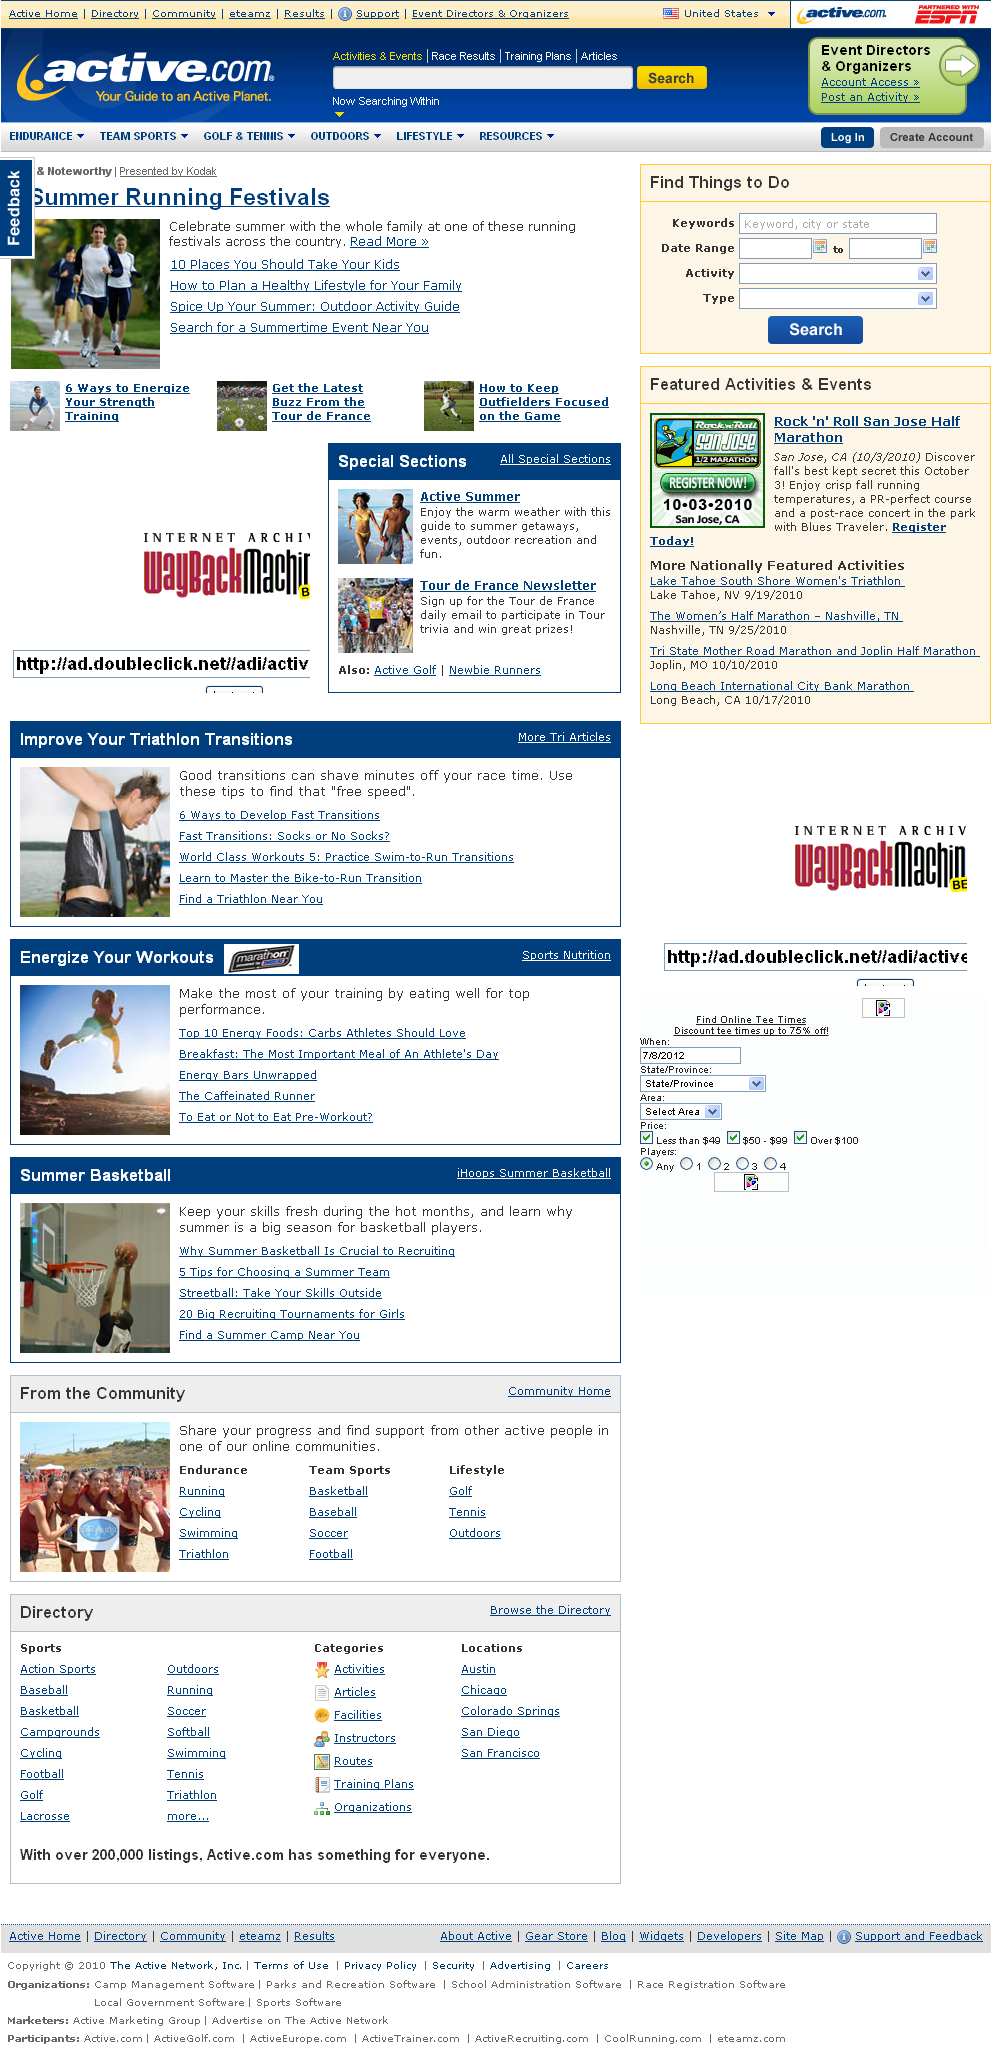 Active Home | Directory | Community | eteamz | Results | Support | Event Directors & Organizers
United States
active.com PARTNERED WITH ESPN
active.com
Your Guide to an Active Planet.
Activities & Events | Race Results | Training Plans | Articles
Search
Now Searching Within
Event Directors
& Organizers
Account Access »
Post an Activity »
ENDURANCE TEAM SPORTS GOLF & TENNIS OUTDOORS LIFESTYLE RESOURCES
Log In Create Account
Feedback
& Noteworthy | Presented by Kodak
Summer Running Festivals
Celebrate summer with the whole family at one of these running
festivals across the country. Read More »
10 Places You Should Take Your Kids
How to Plan a Healthy Lifestyle for Your Family
Spice Up Your Summer: Outdoor Activity Guide
Search for a Summertime Event Near You
6 Ways to Energize
Your Strength
Training
Get the Latest
Buzz From the
Tour de France
How to Keep
Outfielders Focused
on the Game
INTERNET ARCHIV
WayBackMachin
B
http://ad.doubleclick.net//adi/activ
Special Sections All Special Sections
Active Summer
Enjoy the warm weather with this
guide to summer getaways,
events, outdoor recreation and
fun.
Tour de France Newsletter
Sign up for the Tour de France
daily email to participate in Tour
trivia and win great prizes!
Also: Active Golf | Newbie Runners
Improve Your Triathlon Transitions More Tri Articles
Good transitions can shave minutes off your race time. Use
these tips to find that "free speed".
6 Ways to Develop Fast Transitions
Fast Transitions: Socks or No Socks?
World Class Workouts 5: Practice Swim-to-Run Transitions
Learn to Master the Bike-to-Run Transition
Find a Triathlon Near You
Energize Your Workouts marathon Sports Nutrition
Make the most of your training by eating well for top
performance.
Top 10 Energy Foods: Carbs Athletes Should Love
Breakfast: The Most Important Meal of An Athlete's Day
Energy Bars Unwrapped
The Caffeinated Runner
To Eat or Not to Eat Pre-Workout?
Summer Basketball iHoops Summer Basketball
Keep your skills fresh during the hot months, and learn why
summer is a big season for basketball players.
Why Summer Basketball Is Crucial to Recruiting
5 Tips for Choosing a Summer Team
Streetball: Take Your Skills Outside
20 Big Recruiting Tournaments for Girls
Find a Summer Camp Near You
From the Community Community Home
Share your progress and find support from other active people in
one of our online communities.
Endurance Team Sports Lifestyle
Running Basketball Golf
Cycling Baseball Tennis
Swimming Soccer Outdoors
Triathlon Football
Directory Browse the Directory
Sports Categories Locations
Action Sports Outdoors Activities Austin
Baseball Running Articles Chicago
Basketball Soccer Facilities Colorado Springs
Campgrounds Softball Instructors San Diego
Cycling Swimming Routes San Francisco
Football Tennis Training Plans
Golf Triathlon Organizations
Lacrosse more...
With over 200,000 listings, Active.com has something for everyone.
Find Things to Do
Keywords Keyword, city or state
Date Range to
Activity
Type
Search
Featured Activities & Events
Rock'n'Roll
SAN JOSE
1/2 MARATHON
REGISTER NOW!
10•03•2010
San Jose, CA
Rock 'n' Roll San Jose Half
Marathon
San Jose, CA (10/3/2010) Discover
fall's best kept secret this October
3! Enjoy crisp fall running
temperatures, a PR-perfect course
and a post-race concert in the park
with Blues Traveler. Register
Today!
More Nationally Featured Activities
Lake Tahoe South Shore Women's Triathlon
Lake Tahoe, NV 9/19/2010
The Women's Half Marathon – Nashville, TN
Nashville, TN 9/25/2010
Tri State Mother Road Marathon and Joplin Half Marathon
Joplin, MO 10/10/2010
Long Beach International City Bank Marathon
Long Beach, CA 10/17/2010
INTERNET ARCHIV
WayBackMachin
BE
http://ad.doubleclick.net//adi/active
Find Online Tee Times
Discount tee times up to 75% off!
When:
7/8/2012
State/Province:
State/Province
Area:
Select Area
Price:
Less than $49 $50 - $99 Over $100
Players:
Any 1 2 3 4
Active Home | Directory | Community | eteamz | Results
About Active | Gear Store | Blog | Widgets | Developers | Site Map | Support and Feedback
Copyright © 2010 The Active Network, Inc. | Terms of Use | Privacy Policy | Security | Advertising | Careers
Organizations: Camp Management Software | Parks and Recreation Software | School Administration Software | Race Registration Software
Local Government Software | Sports Software
Marketers: Active Marketing Group | Advertise on The Active Network
Participants: Active.com | ActiveGolf.com | ActiveEurope.com | ActiveTrainer.com | ActiveRecruiting.com | CoolRunning.com | eteamz.com